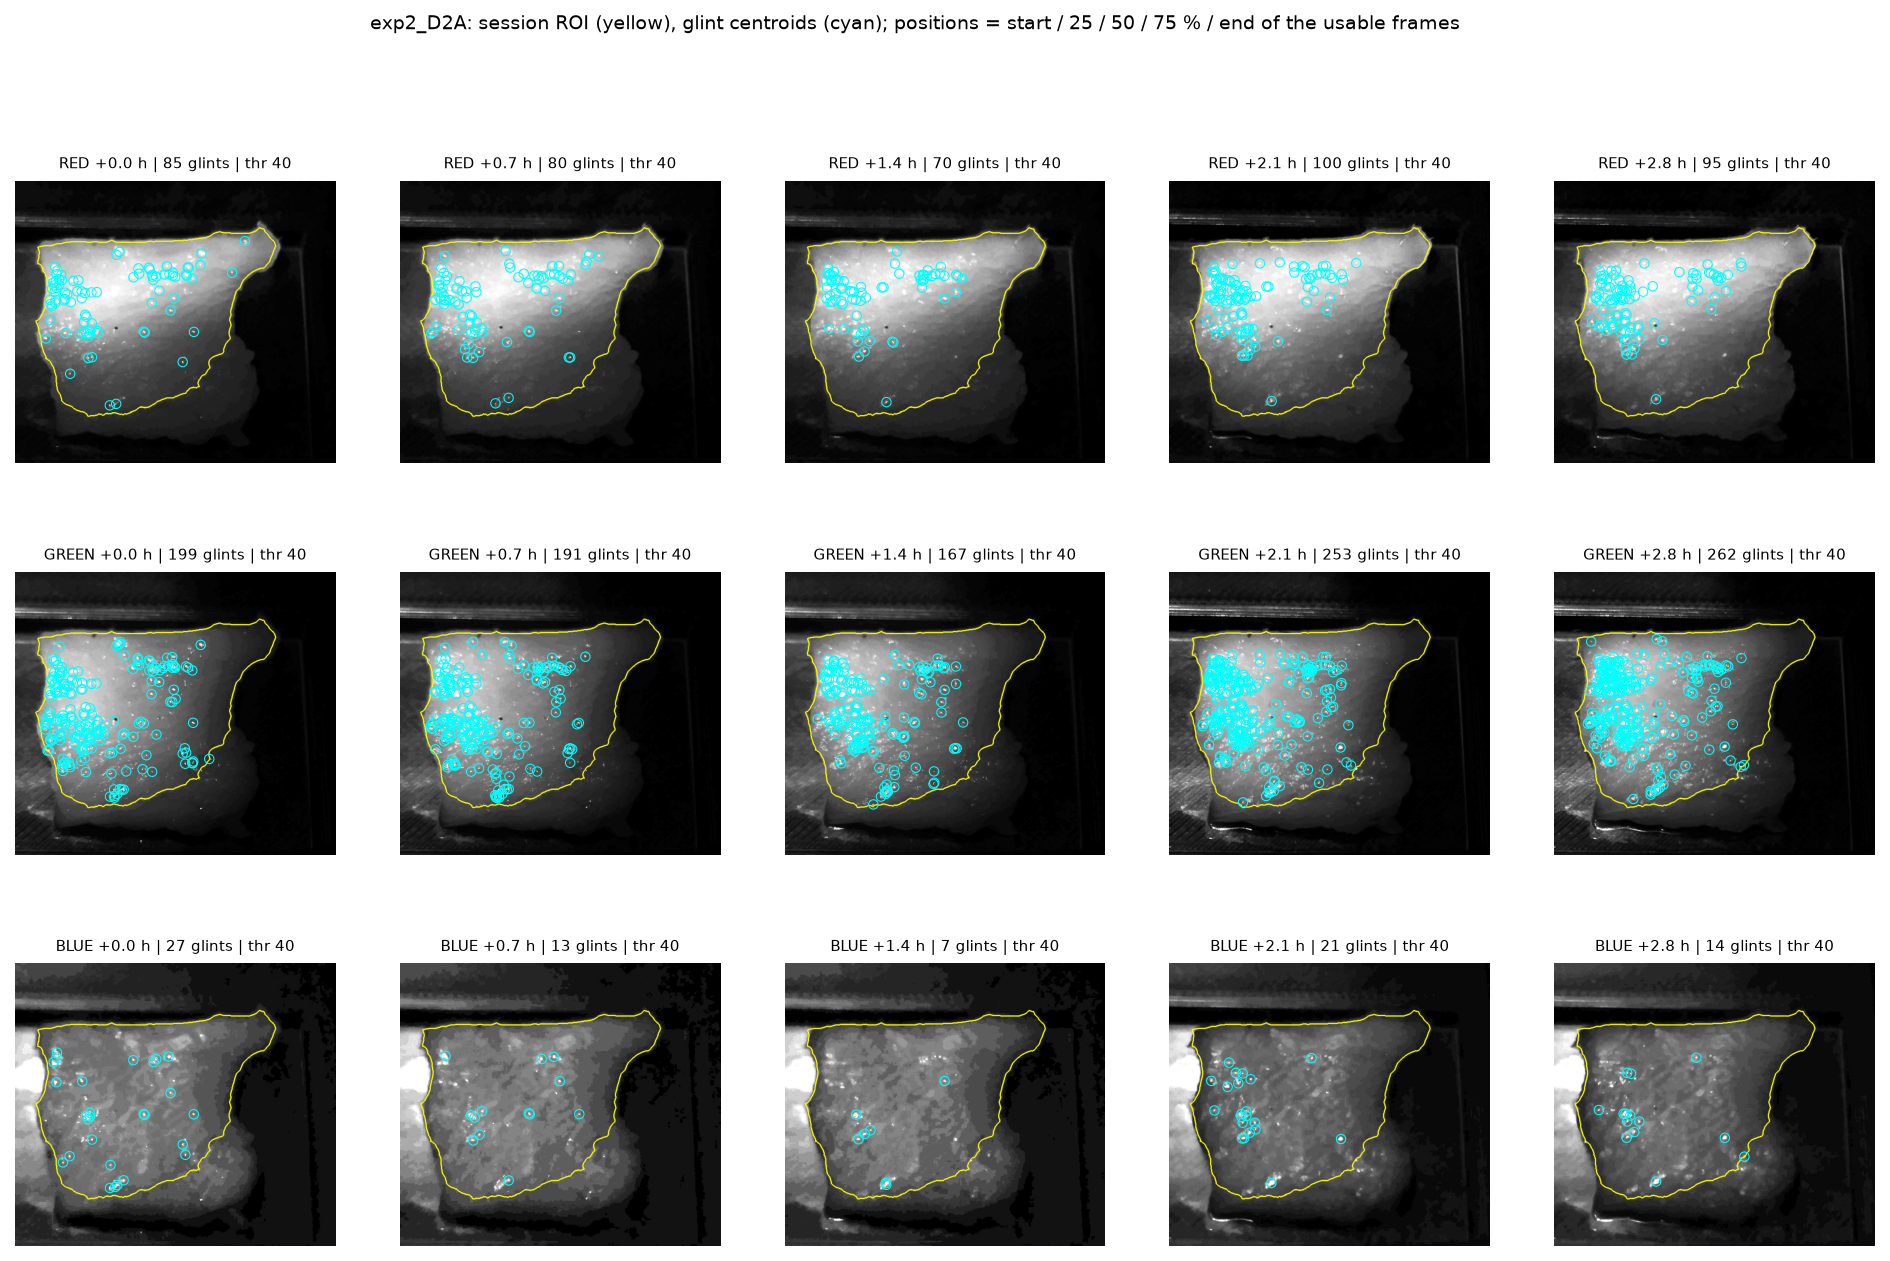 exp2_D2A: session ROI (yellow), glint centroids (cyan); positions = start / 25 / 50 / 75 % / end of the usable frames
RED +0.0 h | 85 glints | thr 40
RED +0.7 h | 80 glints | thr 40
RED +1.4 h | 70 glints | thr 40
RED +2.1 h | 100 glints | thr 40
RED +2.8 h | 95 glints | thr 40
GREEN +0.0 h | 199 glints | thr 40
GREEN +0.7 h | 191 glints | thr 40
GREEN +1.4 h | 167 glints | thr 40
GREEN +2.1 h | 253 glints | thr 40
GREEN +2.8 h | 262 glints | thr 40
BLUE +0.0 h | 27 glints | thr 40
BLUE +0.7 h | 13 glints | thr 40
BLUE +1.4 h | 7 glints | thr 40
BLUE +2.1 h | 21 glints | thr 40
BLUE +2.8 h | 14 glints | thr 40